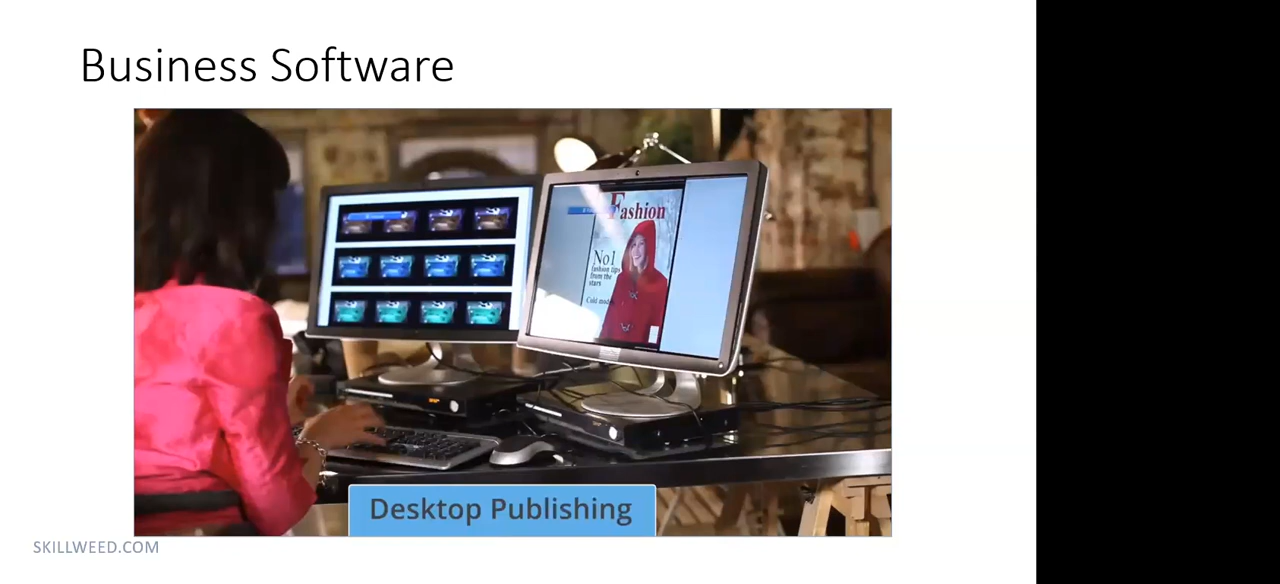 Business Software
Fashion
No1
fashion tips
from the
stars
Desktop Publishing
SKILLWEED.COM